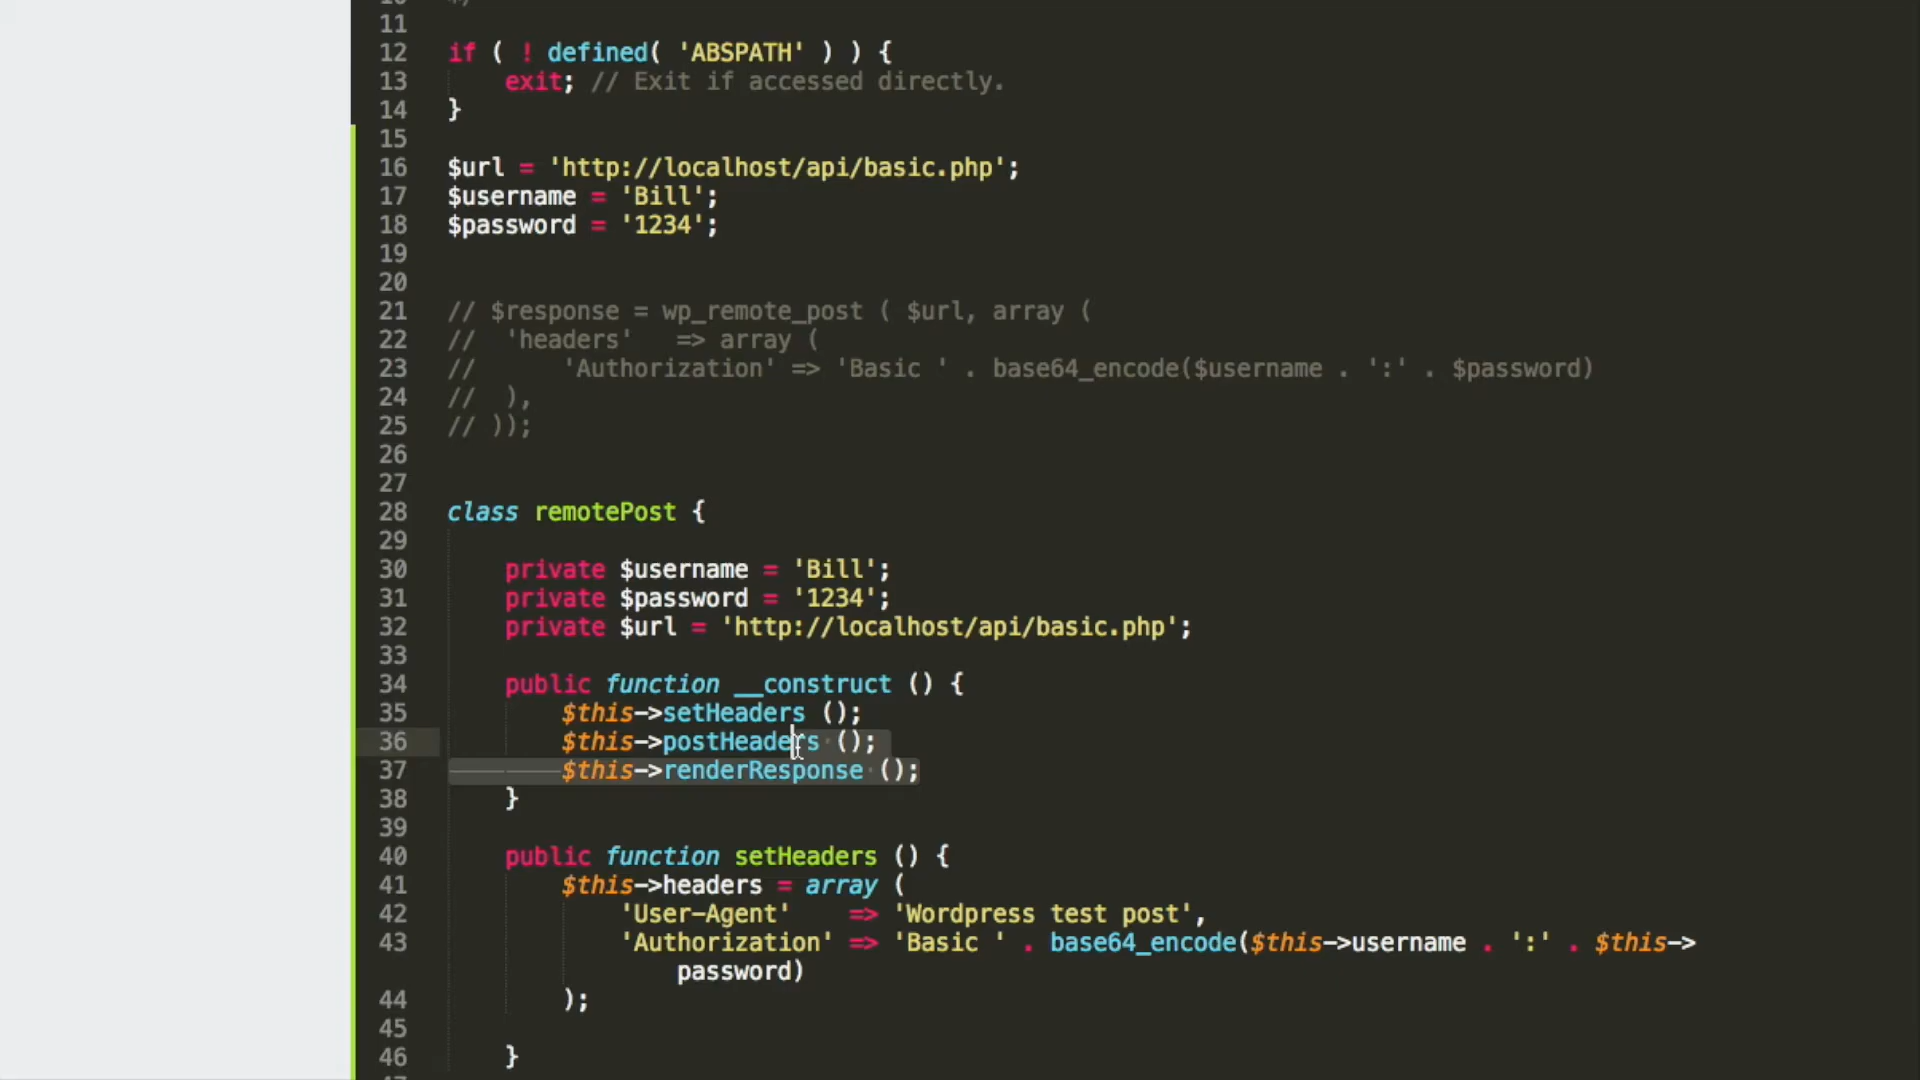 11
12 if ( ! defined( 'ABSPATH' ) ) {
13 exit; // Exit if accessed directly.
14 }
15
16 $url = 'http://localhost/api/basic.php';
17 $username = 'Bill';
18 $password = '1234';
19
20
21 // $response = wp_remote_post ( $url, array (
22 // 'headers' => array (
23 // 'Authorization' => 'Basic ' . base64_encode($username . ':' . $password)
24 // ),
25 // ));
26
27
28 class remotePost {
29
30 private $username = 'Bill';
31 private $password = '1234';
32 private $url = 'http://localhost/api/basic.php';
33
34 public function __construct () {
35 $this->setHeaders ();
36 $this->postHeaders ();
37 $this->renderResponse ();
38 }
39
40 public function setHeaders () {
41 $this->headers = array (
42 'User-Agent' => 'Wordpress test post',
43 'Authorization' => 'Basic ' . base64_encode($this->username . ':' . $this->
password)
44 );
45
46 }